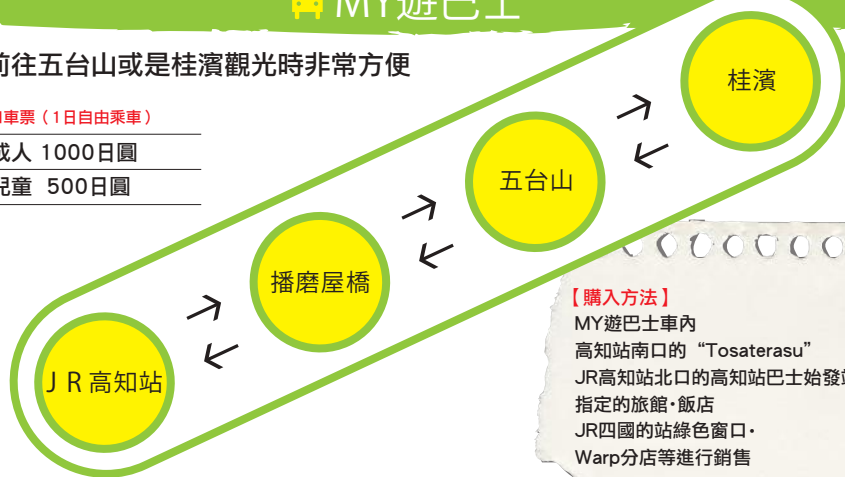 MY遊巴士
前往五台山或是桂濱觀光時非常方便
車票（1日自由乘車）
成人 1000日圓
兒童 500日圓
桂濱
五台山
播磨屋橋
JR高知站
【購入方法】
MY遊巴士車內
高知站南口的“Tosaterasu”
JR高知站北口的高知站巴士始發站
指定的旅館・飯店
JR四國的站綠色窗口・
Warp分店等進行銷售